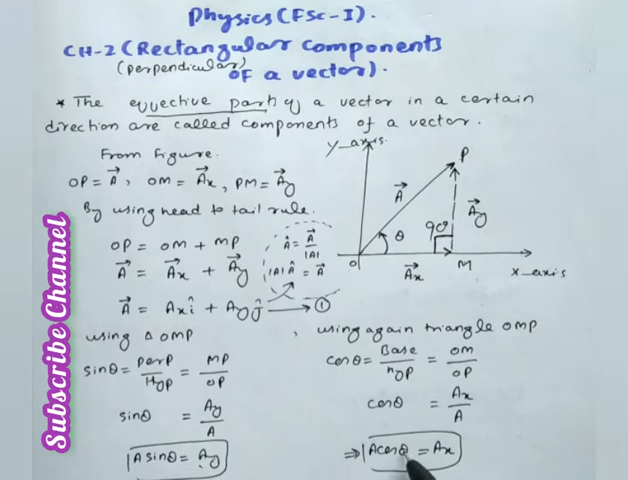 Physics (FSc-I).
CH-2 (Rectangular components
(perpendicular) OF a vector).
* The effective parts of a vector in a certain
direction are called components of a vector.
From Figure.
OP = A⃗, OM = A⃗x, PM = A⃗y
By using head to tail rule.
OP = OM + MP
A⃗ = A⃗x + A⃗y
A⃗ = Axî + Ayĵ → ①
Â = A⃗/|A|
|A| Â = A⃗
Y-axis.
P
A⃗
A⃗y
θ
90°
O
A⃗x
M
x-axis
using Δ OMP
sinθ = perp/Hyp = MP/OP
sinθ = Ay/A
A sinθ = Ay
, using again triangle OMP
cosθ = Base/hyp = OM/OP
cosθ = Ax/A
⇒ Acosθ = Ax
Subscribe Channel